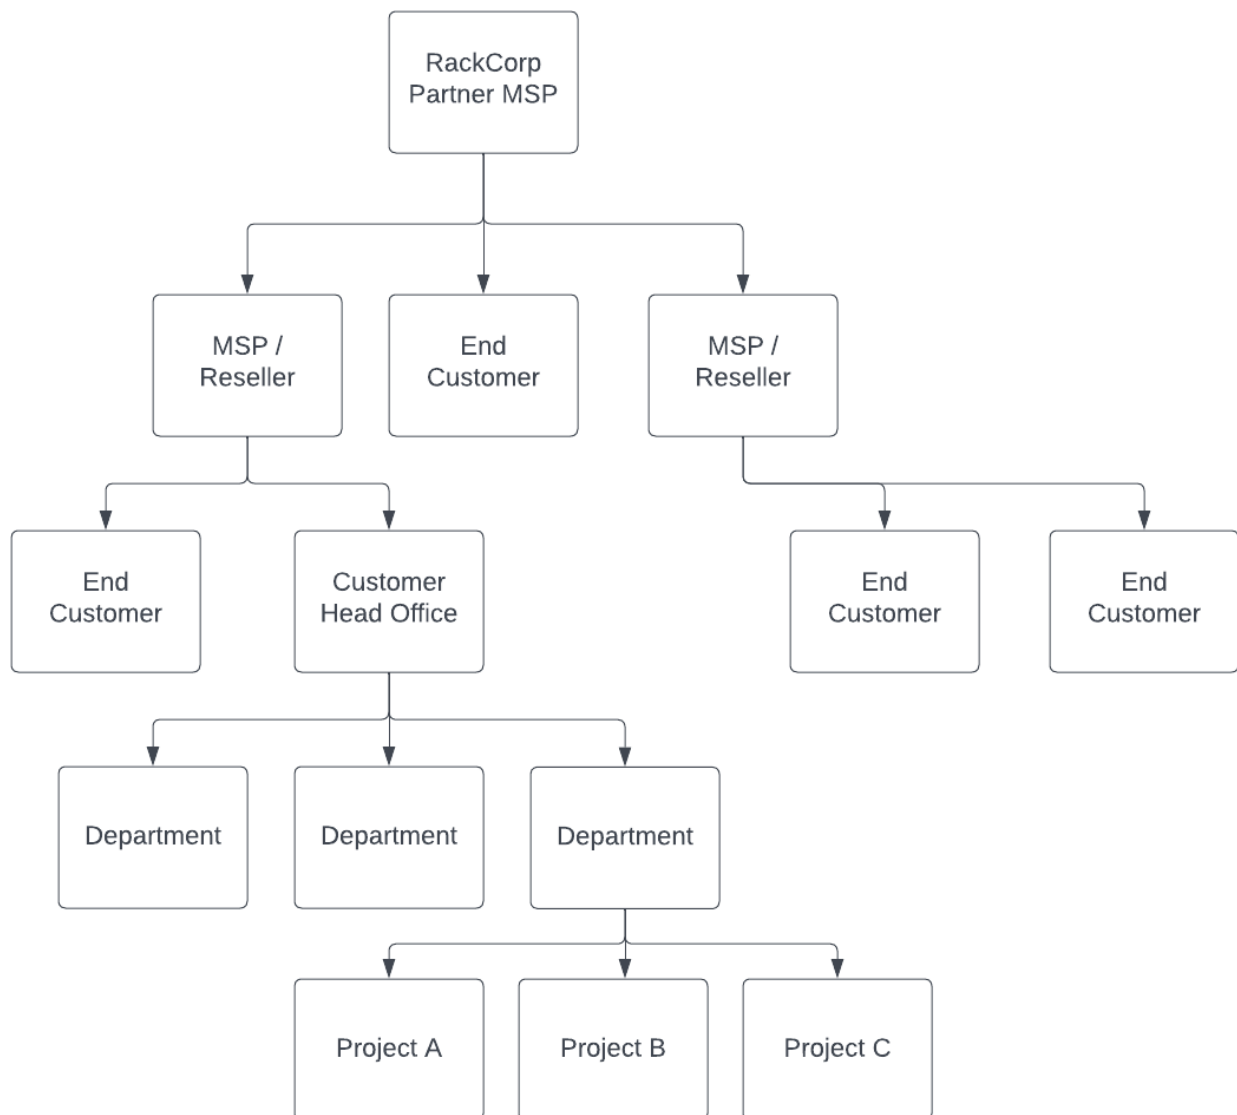 RackCorp
Partner MSP
MSP /
Reseller
End
Customer
MSP /
Reseller
End
Customer
Customer
Head Office
End
Customer
End
Customer
Department
Department
Department
Project A
Project B
Project C